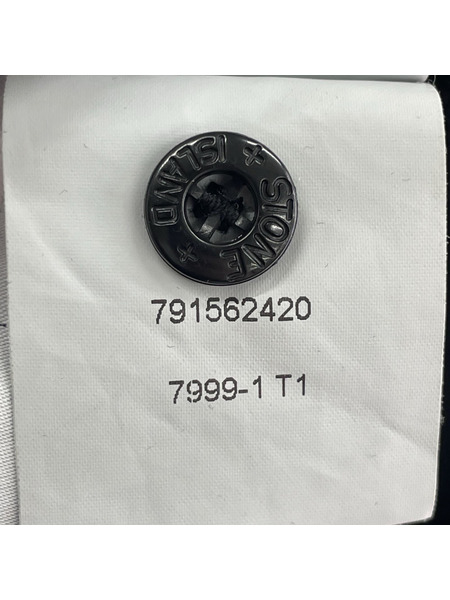 STONE + ISLAND +
791562420
7999-1 T1